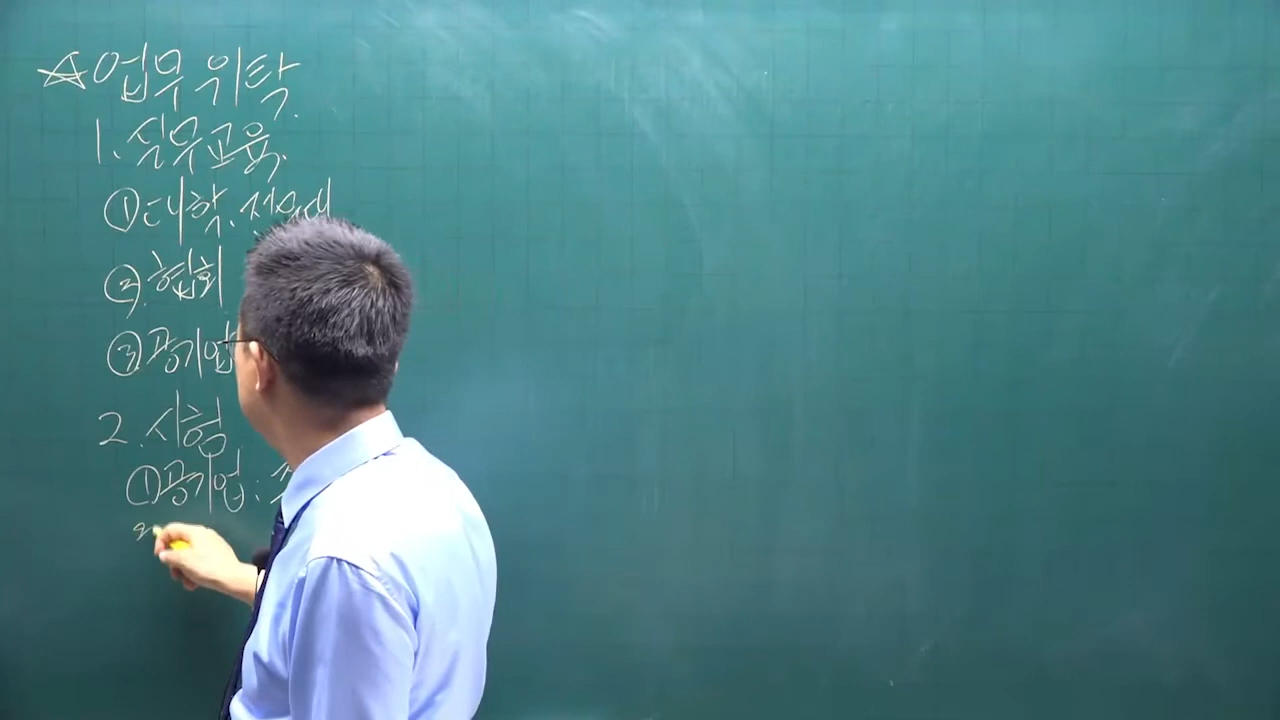 ☆업무위탁.
1. 실무교육.
① 대학, 전문대
②. 협회
③ 공기업
2. 시험
① 공기업: